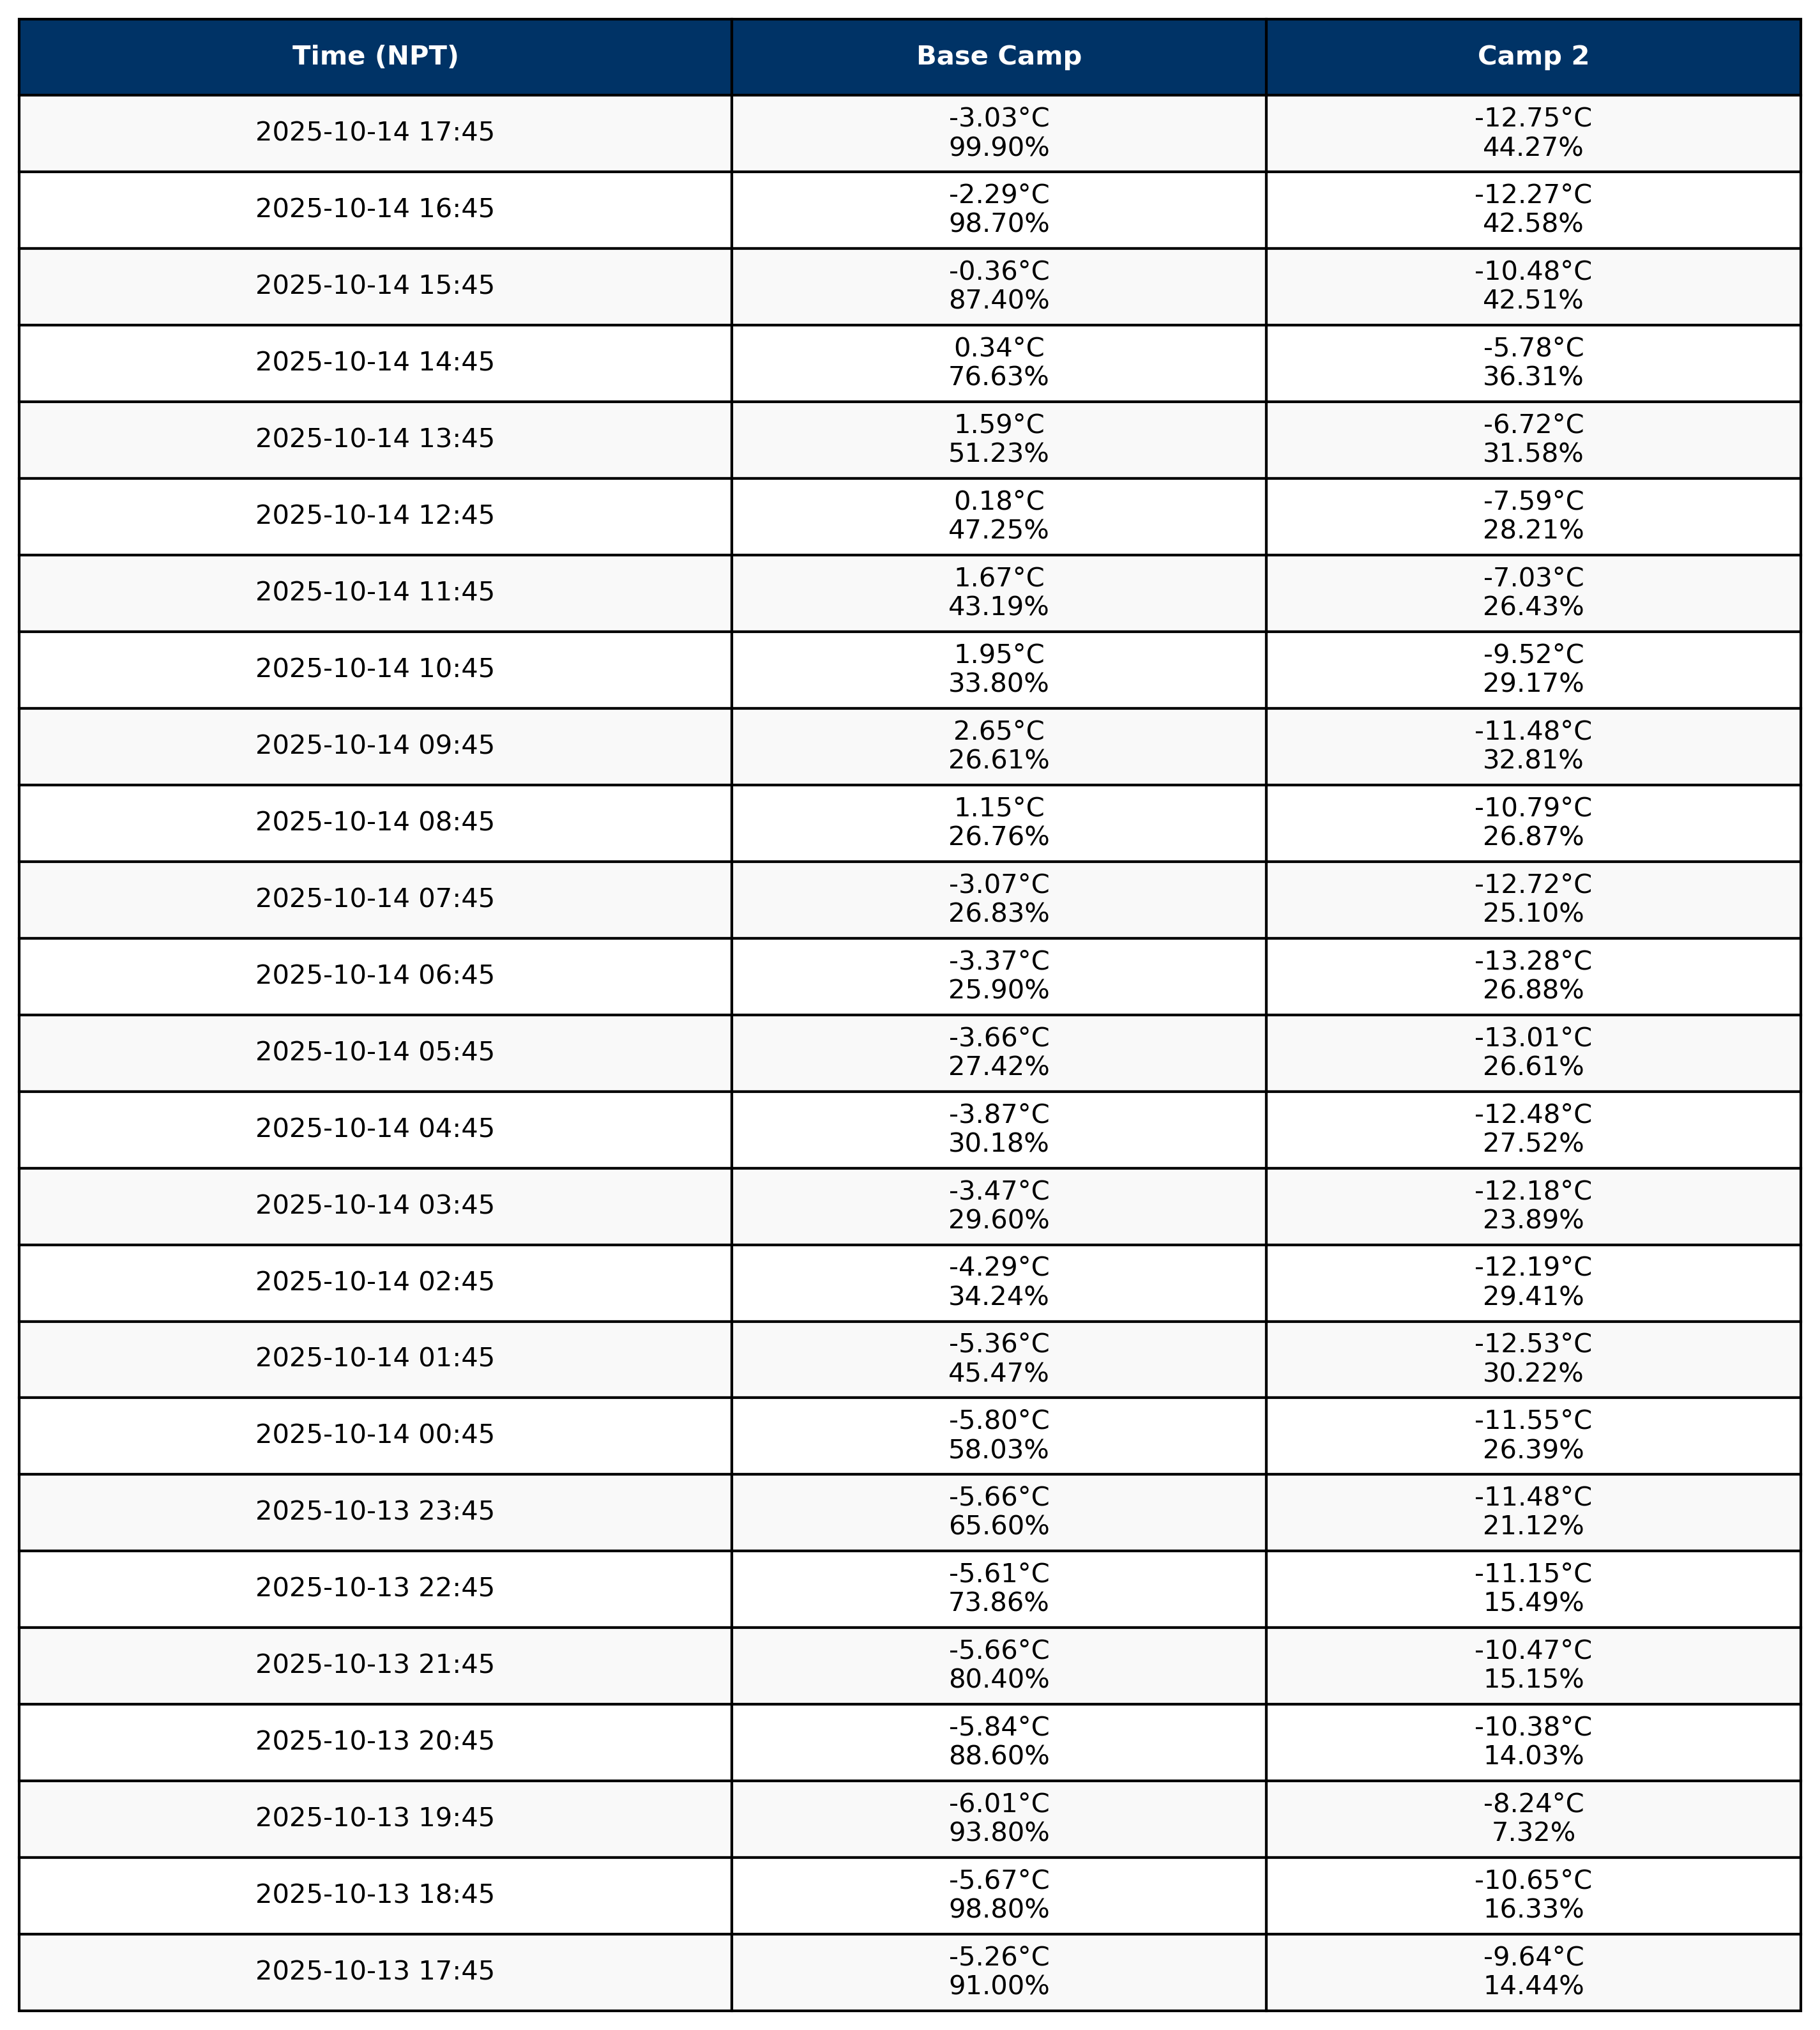 Time (NPT) Base Camp Camp 2
2025-10-14 17:45 -3.03°C -12.75°C
99.90% 44.27%
2025-10-14 16:45 -2.29°C -12.27°C
98.70% 42.58%
2025-10-14 15:45 -0.36°C -10.48°C
87.40% 42.51%
2025-10-14 14:45 0.34°C -5.78°C
76.63% 36.31%
2025-10-14 13:45 1.59°C -6.72°C
51.23% 31.58%
2025-10-14 12:45 0.18°C -7.59°C
47.25% 28.21%
2025-10-14 11:45 1.67°C -7.03°C
43.19% 26.43%
2025-10-14 10:45 1.95°C -9.52°C
33.80% 29.17%
2025-10-14 09:45 2.65°C -11.48°C
26.61% 32.81%
2025-10-14 08:45 1.15°C -10.79°C
26.76% 26.87%
2025-10-14 07:45 -3.07°C -12.72°C
26.83% 25.10%
2025-10-14 06:45 -3.37°C -13.28°C
25.90% 26.88%
2025-10-14 05:45 -3.66°C -13.01°C
27.42% 26.61%
2025-10-14 04:45 -3.87°C -12.48°C
30.18% 27.52%
2025-10-14 03:45 -3.47°C -12.18°C
29.60% 23.89%
2025-10-14 02:45 -4.29°C -12.19°C
34.24% 29.41%
2025-10-14 01:45 -5.36°C -12.53°C
45.47% 30.22%
2025-10-14 00:45 -5.80°C -11.55°C
58.03% 26.39%
2025-10-13 23:45 -5.66°C -11.48°C
65.60% 21.12%
2025-10-13 22:45 -5.61°C -11.15°C
73.86% 15.49%
2025-10-13 21:45 -5.66°C -10.47°C
80.40% 15.15%
2025-10-13 20:45 -5.84°C -10.38°C
88.60% 14.03%
2025-10-13 19:45 -6.01°C -8.24°C
93.80% 7.32%
2025-10-13 18:45 -5.67°C -10.65°C
98.80% 16.33%
2025-10-13 17:45 -5.26°C -9.64°C
91.00% 14.44%